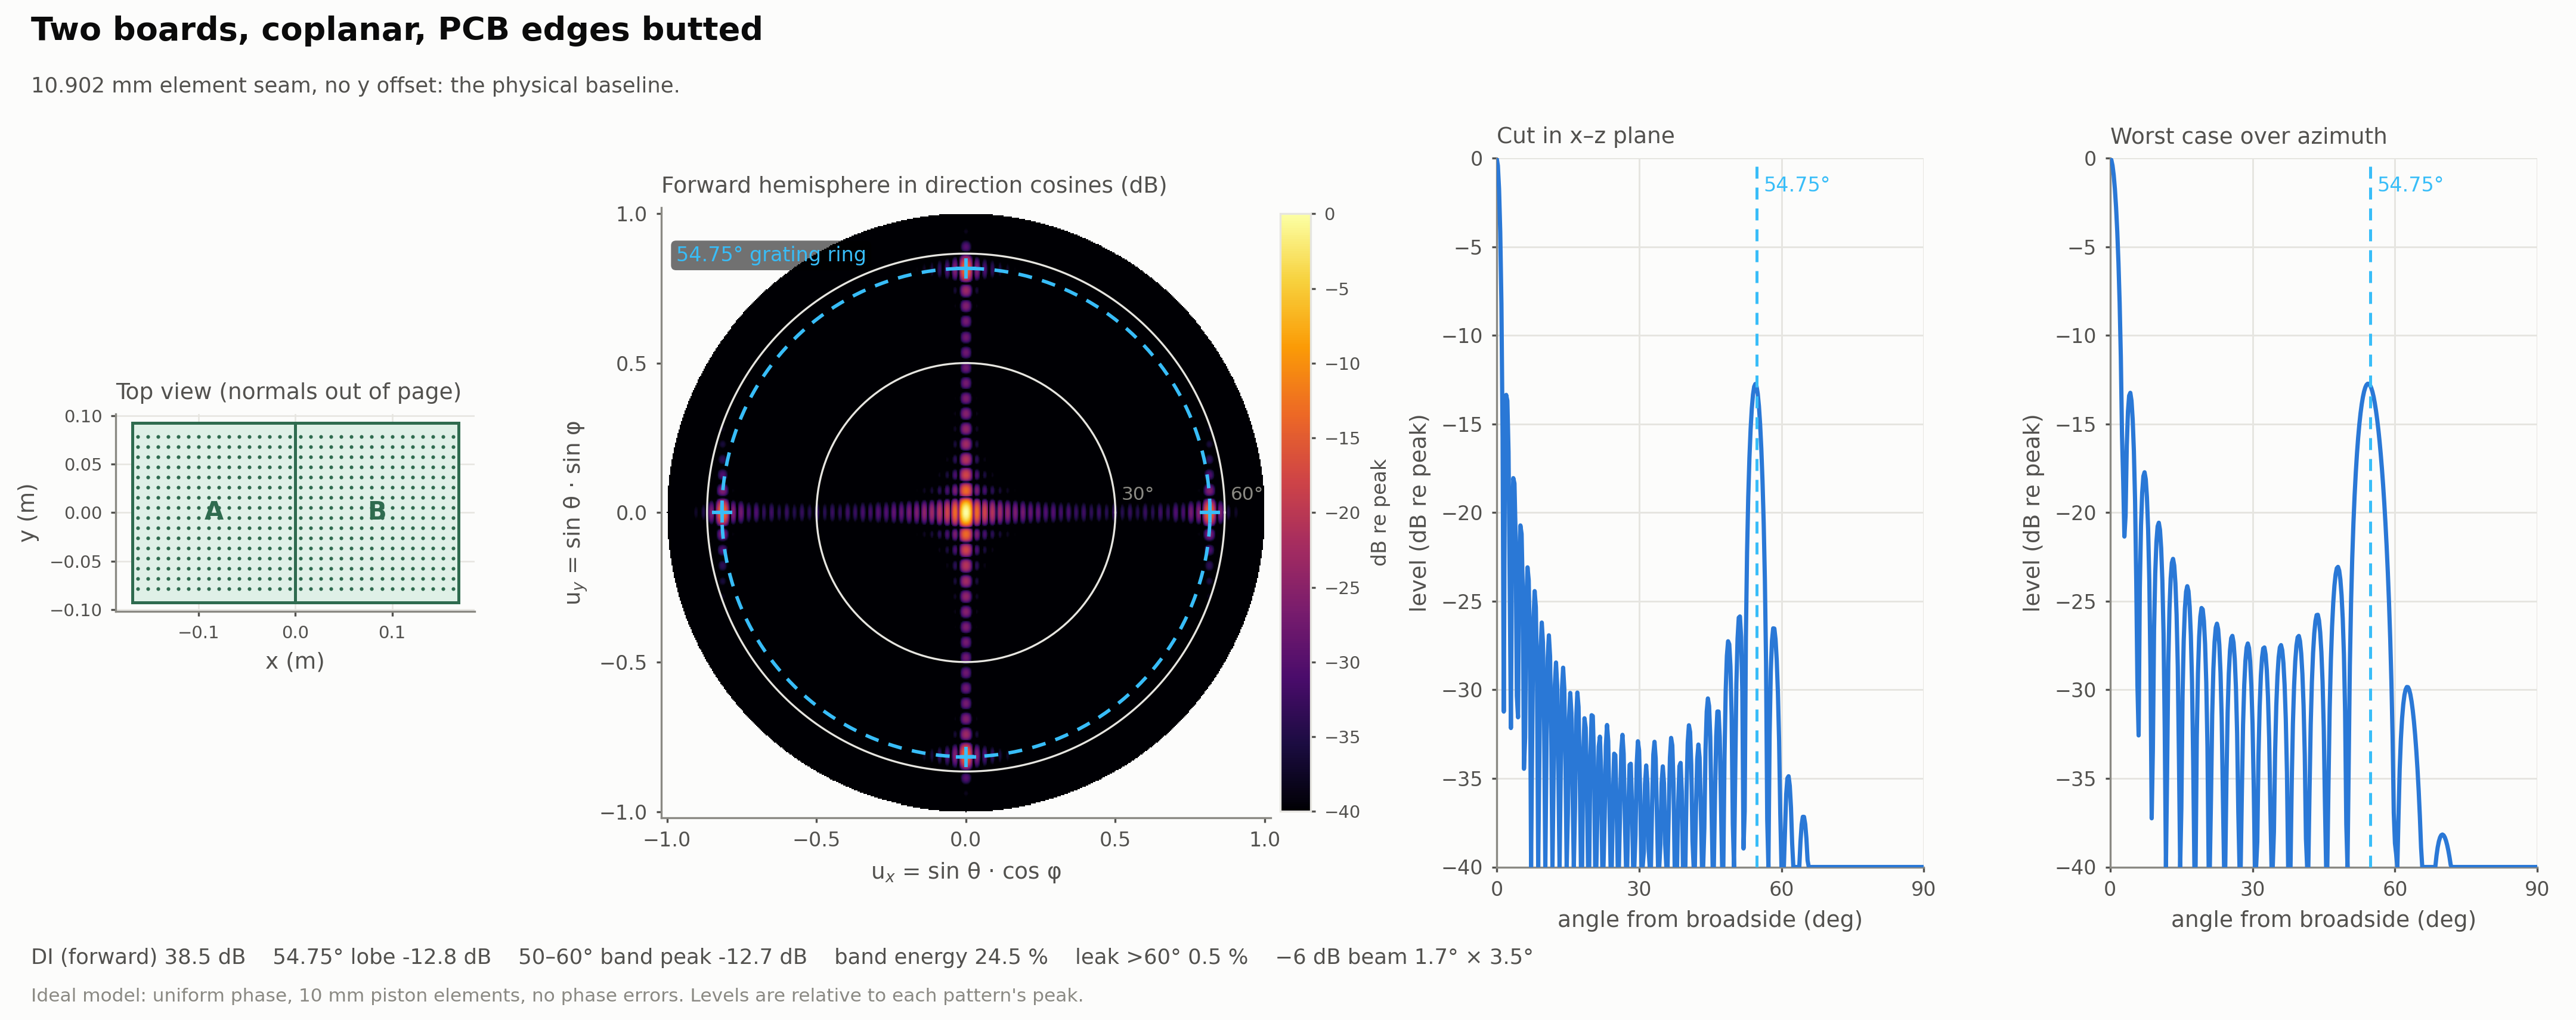 Two boards, coplanar, PCB edges butted
10.902 mm element seam, no y offset: the physical baseline.
Top view (normals out of page)
0.10
0.05
0.00
−0.05
−0.10
y (m)
A
B
−0.1
0.0
0.1
x (m)
Forward hemisphere in direction cosines (dB)
54.75° grating ring
1.0
0.5
0.0
−0.5
−1.0
uy = sin θ · sin φ
30°
60°
−1.0
−0.5
0.0
0.5
1.0
ux = sin θ · cos φ
0
−5
−10
−15
−20
−25
−30
−35
−40
dB re peak
Cut in x–z plane
54.75°
0
−5
−10
−15
−20
−25
−30
−35
−40
level (dB re peak)
0
30
60
90
angle from broadside (deg)
Worst case over azimuth
54.75°
0
−5
−10
−15
−20
−25
−30
−35
−40
level (dB re peak)
0
30
60
90
angle from broadside (deg)
DI (forward) 38.5 dB 54.75° lobe -12.8 dB 50–60° band peak -12.7 dB band energy 24.5 % leak >60° 0.5 % −6 dB beam 1.7° × 3.5°
Ideal model: uniform phase, 10 mm piston elements, no phase errors. Levels are relative to each pattern's peak.